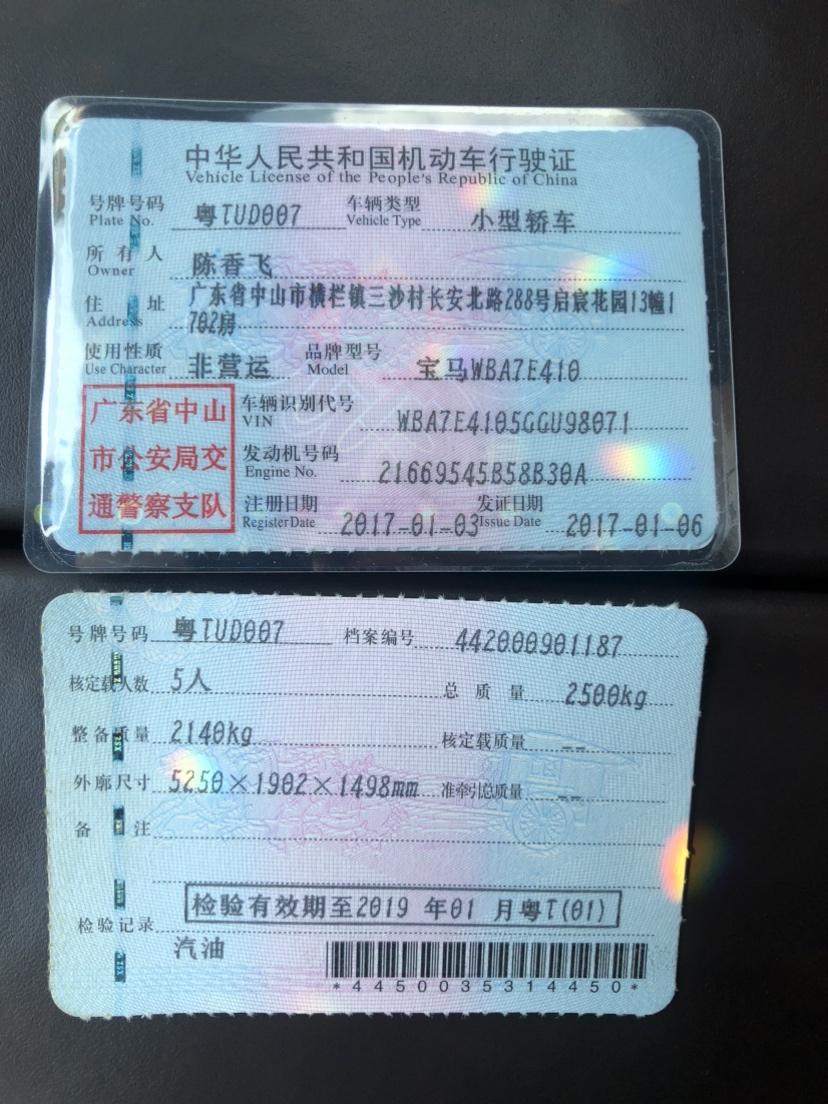 中华人民共和国机动车行驶证
Vehicle License of the People's Republic of China
号牌号码 粤TUD007 车辆类型 小型轿车
Plate No. Vehicle Type
所有人 陈香飞
Owner
住址 广东省中山市横栏镇三沙村长安北路288号启宸花园13幢1
Address 702房
使用性质 非营运 品牌型号 宝马WBA7E410
Use Character Model
广东省中山
市公安局交
通警察支队
车辆识别代号 WBA7E4105GGU98071
VIN
发动机号码 21669545B58B30A
Engine No.
注册日期 2017-01-03 发证日期 2017-01-06
Register Date Issue Date
号牌号码 粤TUD007 档案编号 442000901187
核定载人数 5人 总质量 2500kg
整备质量 2140kg 核定载质量 --
外廓尺寸 5250×1902×1498mm 准牵引总质量 --
备注
检验有效期至2019 年01 月粤T(01)
检验记录
汽油
*4450035314450*